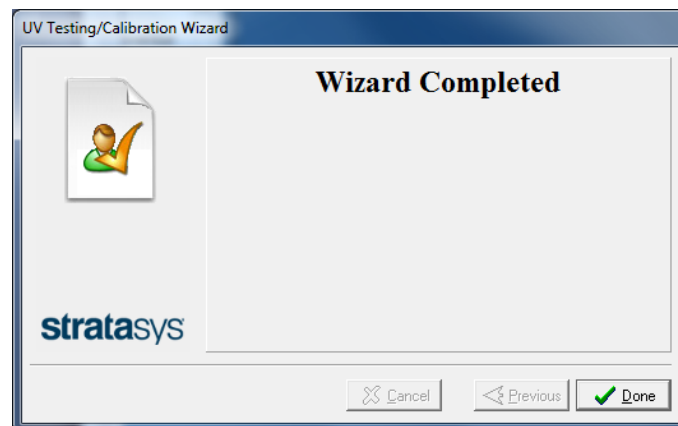 UV Testing/Calibration Wizard
Wizard Completed
stratasys
Cancel
Previous
Done